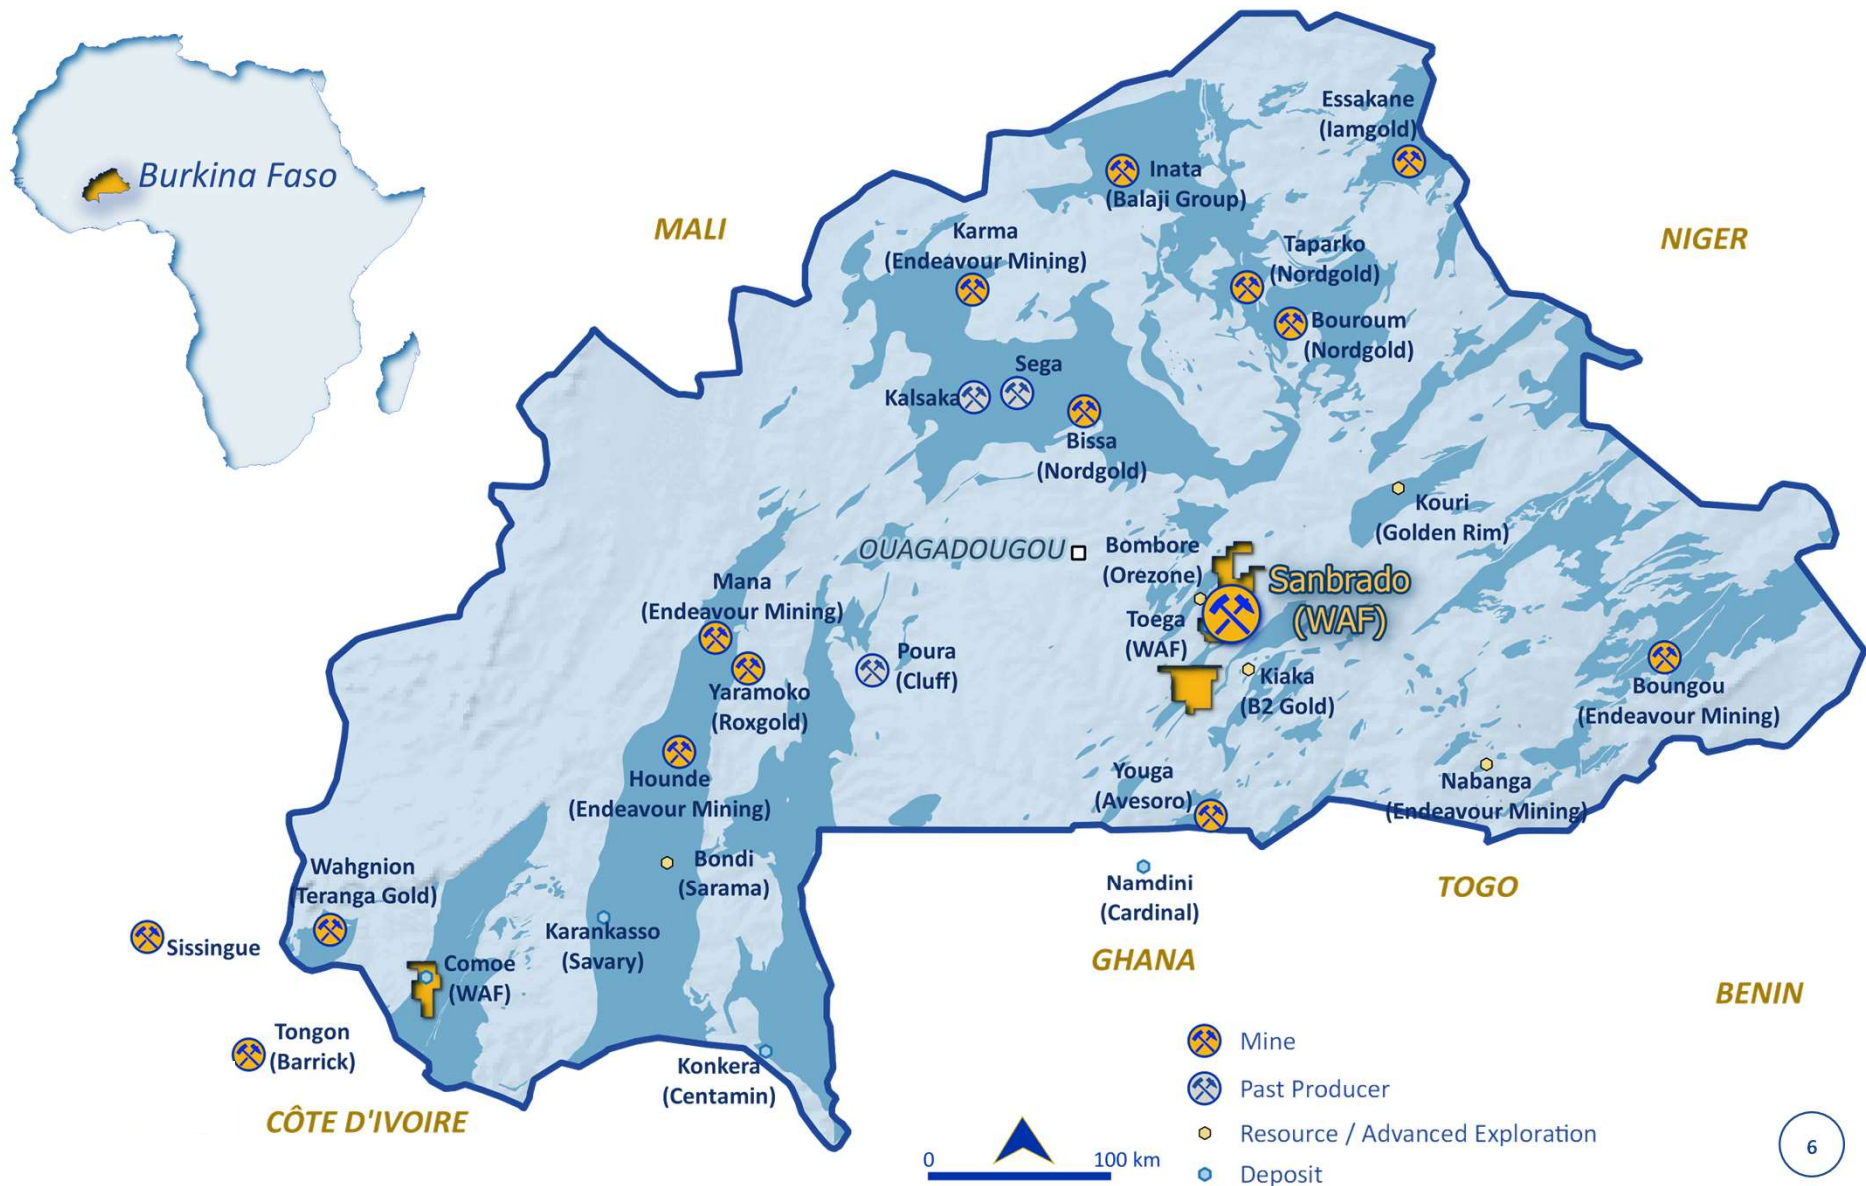 Burkina Faso
MALI
NIGER
Essakane
(Iamgold)
Inata
(Balaji Group)
Karma
(Endeavour Mining)
Taparko
(Nordgold)
Bouroum
(Nordgold)
Sega
Kalsaka
Bissa
(Nordgold)
Kouri
(Golden Rim)
OUAGADOUGOU
Bombore
(Orezone)
Sanbrado
(WAF)
Toega
(WAF)
Mana
(Endeavour Mining)
Yaramoko
(Roxgold)
Poura
(Cluff)
Kiaka
(B2 Gold)
Boungou
(Endeavour Mining)
Hounde
(Endeavour Mining)
Youga
(Avesoro)
Nabanga
(Endeavour Mining)
Bondi
(Sarama)
Wahgnion
(Teranga Gold)
Namdini
(Cardinal)
TOGO
Sissingue
Karankasso
(Savary)
GHANA
Comoe
(WAF)
BENIN
Tongon
(Barrick)
Konkera
(Centamin)
CÔTE D'IVOIRE
Mine
Past Producer
Resource / Advanced Exploration
Deposit
0 100 km
6